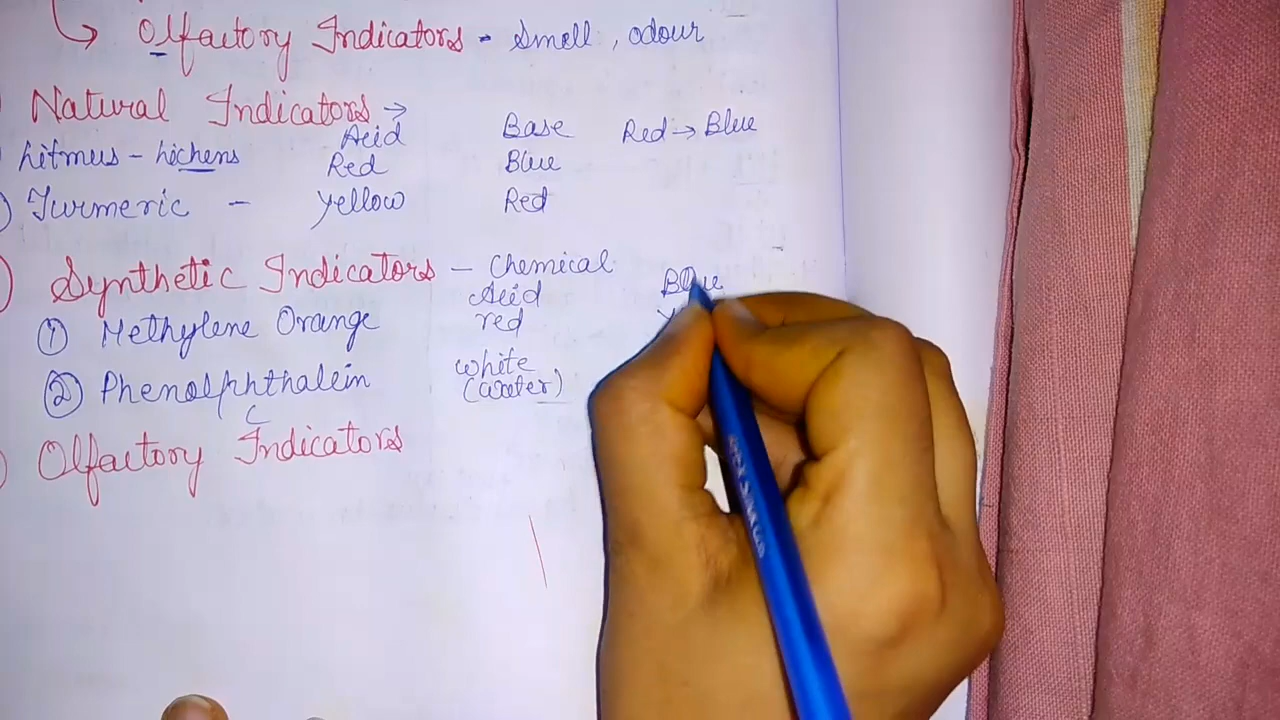 Olfactory Indicators - Smell, odour
Natural Indicators →
Acid Base Red → Blue
Litmus - Lichens Red Blue
Turmeric - Yellow Red
Synthetic Indicators - Chemical
Acid Blue
① Methylene Orange red
② Phenolphthalein white (water)
C
Olfactory Indicators